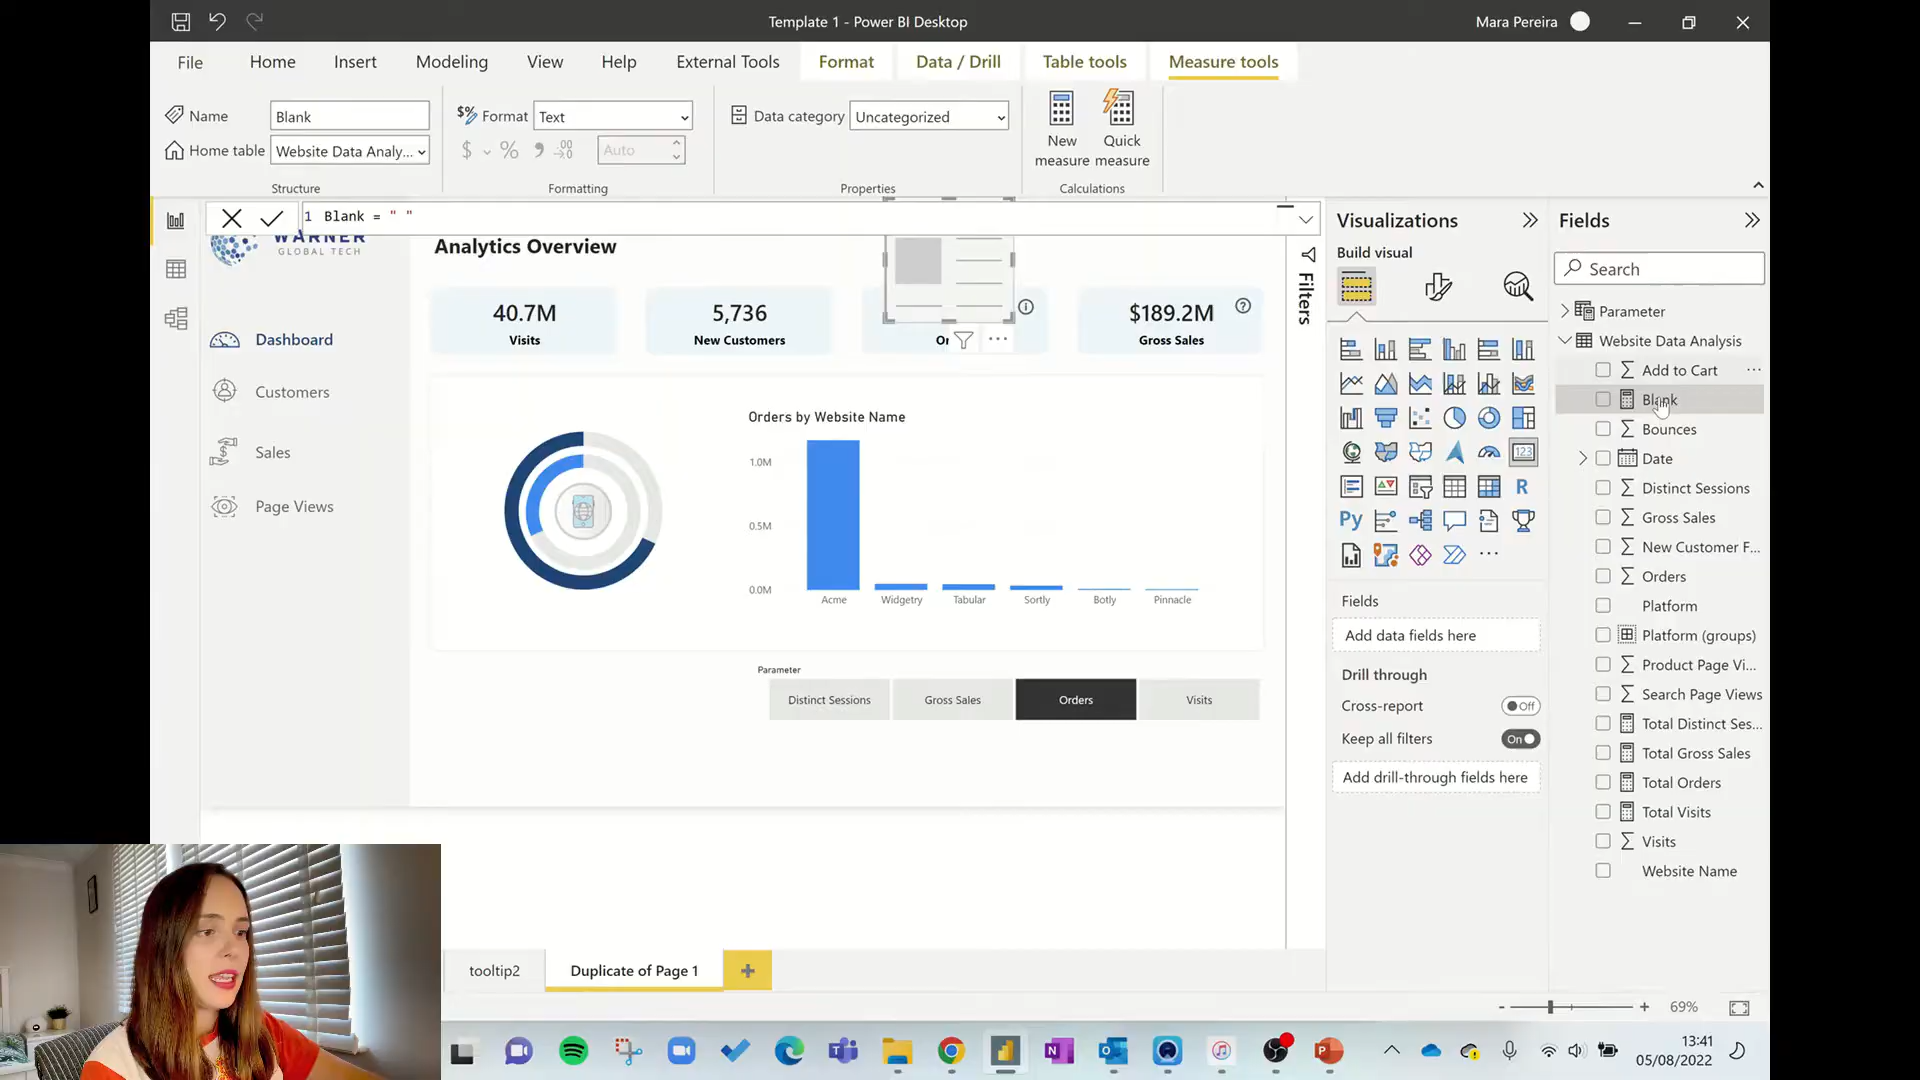 Template 1 - Power BI Desktop
Mara Pereira
File
Home
Insert
Modeling
View
Help
External Tools
Format
Data / Drill
Table tools
Measure tools
Name
Blank
Format
Text
Data category
Uncategorized
New
measure
Quick
measure
Home table
Website Data Analy...
Auto
Structure
Formatting
Properties
Calculations
1 Blank = " "
WARNER
GLOBAL TECH
Analytics Overview
40.7M
Visits
5,736
New Customers
Or
$189.2M
Gross Sales
Dashboard
Customers
Sales
Page Views
Orders by Website Name
1.0M
0.5M
0.0M
Acme
Widgetry
Tabular
Sortly
Botly
Pinnacle
Parameter
Distinct Sessions
Gross Sales
Orders
Visits
Filters
Visualizations
Build visual
123
R
Py
Fields
Add data fields here
Drill through
Cross-report
Off
Keep all filters
On
Add drill-through fields here
Fields
Search
Parameter
Website Data Analysis
Add to Cart
Blank
Bounces
Date
Distinct Sessions
Gross Sales
New Customer F...
Orders
Platform
Platform (groups)
Product Page Vi...
Search Page Views
Total Distinct Ses...
Total Gross Sales
Total Orders
Total Visits
Visits
Website Name
tooltip2
Duplicate of Page 1
69%
13:41
05/08/2022